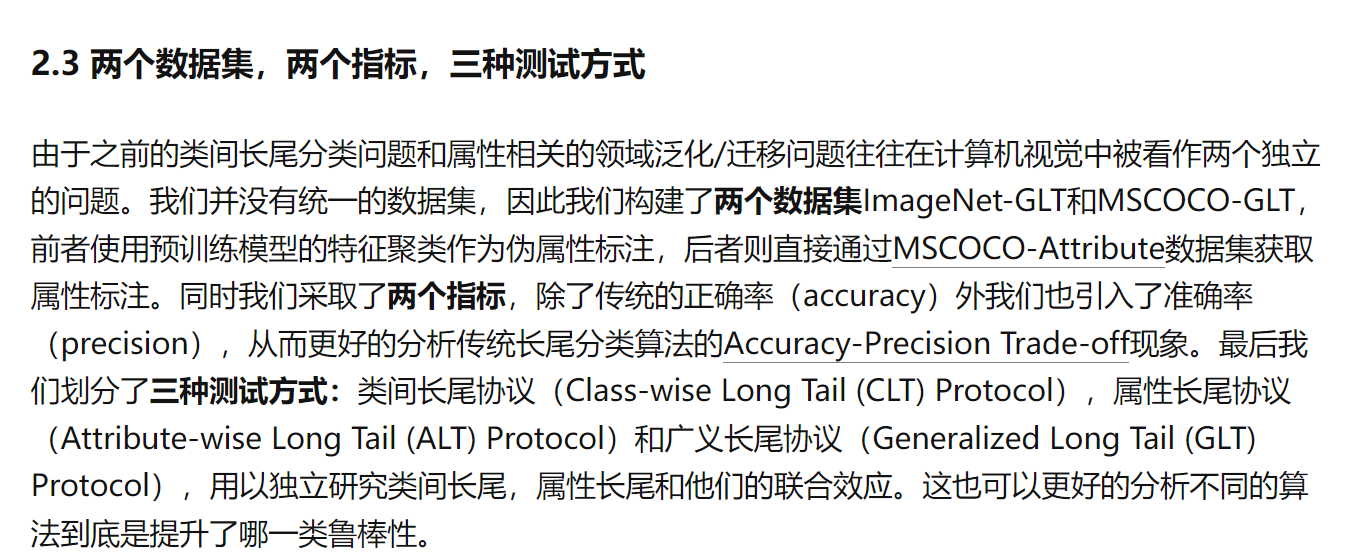 2.3 两个数据集，两个指标，三种测试方式
由于之前的类间长尾分类问题和属性相关的领域泛化/迁移问题往往在计算机视觉中被看作两个独立
的问题。我们并没有统一的数据集，因此我们构建了两个数据集ImageNet-GLT和MSCOCO-GLT，
前者使用预训练模型的特征聚类作为伪属性标注，后者则直接通过MSCOCO-Attribute数据集获取
属性标注。同时我们采取了两个指标，除了传统的正确率（accuracy）外我们也引入了准确率
（precision），从而更好的分析传统长尾分类算法的Accuracy-Precision Trade-off现象。最后我
们划分了三种测试方式：类间长尾协议（Class-wise Long Tail (CLT) Protocol），属性长尾协议
（Attribute-wise Long Tail (ALT) Protocol）和广义长尾协议（Generalized Long Tail (GLT)
Protocol），用以独立研究类间长尾，属性长尾和他们的联合效应。这也可以更好的分析不同的算
法到底是提升了哪一类鲁棒性。